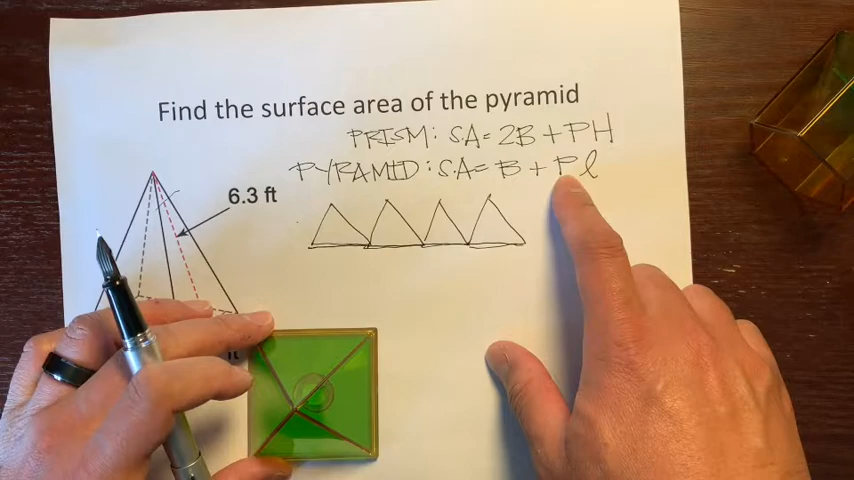 Find the surface area of the pyramid
PRISM: SA = 2B + PH
PYRAMID: SA = B + Pl
6.3 ft